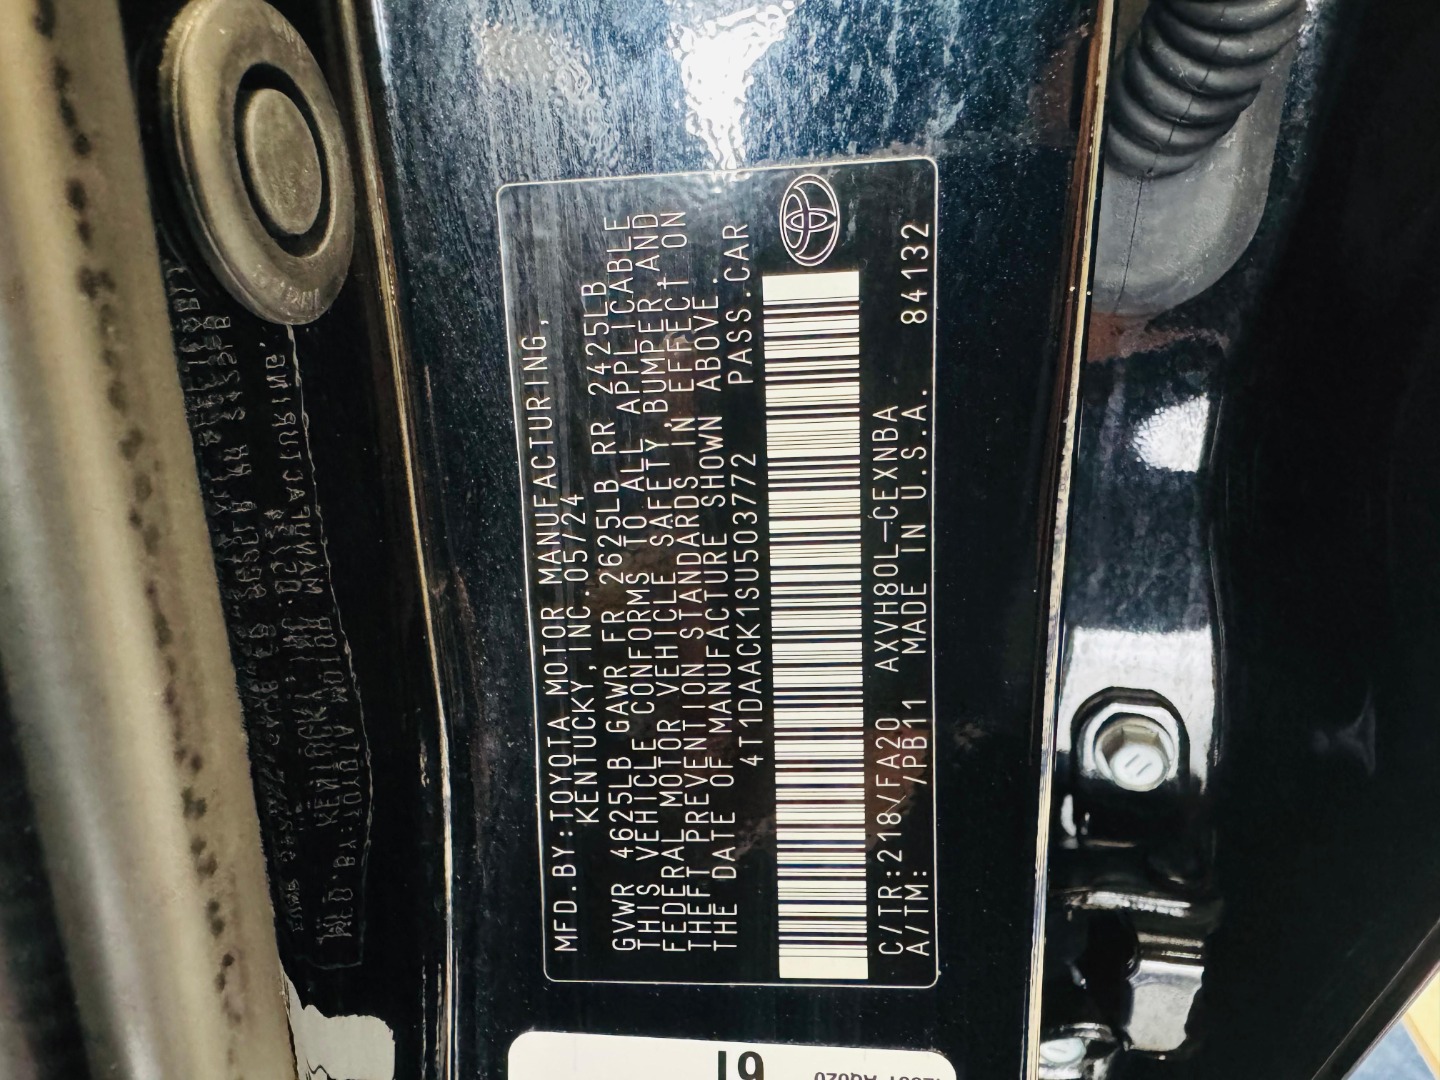 MFD.BY:TOYOTA MOTOR MANUFACTURING,
KENTUCKY,INC.05/24
GVWR 4625LB GAWR FR 2625LB RR 2425LB
THIS VEHICLE CONFORMS TO ALL APPLICABLE
FEDERAL MOTOR VEHICLE SAFETY,BUMPER,AND
THEFT PREVENTION STANDARDS IN EFFECT ON
THE DATE OF MANUFACTURE SHOWN ABOVE.
4T1DAACK1SU503772 PASS.CAR
C/TR:218/FA20 AXVH80L-CEXNBA
A/TM: /PB11 MADE IN U.S.A. 84132
61